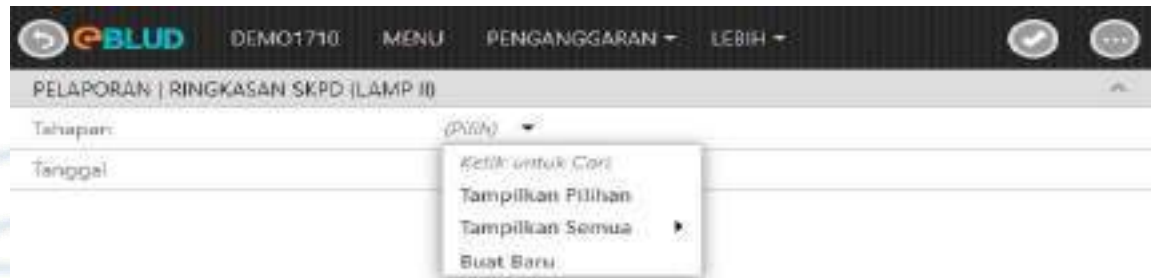 eBLUD DEMO1710 MENU PENGANGGARAN LEBIH
PELAPORAN | RINGKASAN SKPD (LAMP II)
Tahapan: (Pilih)
Tanggal
Ketik untuk Cari
Tampilkan Pilihan
Tampilkan Semua
Buat Baru